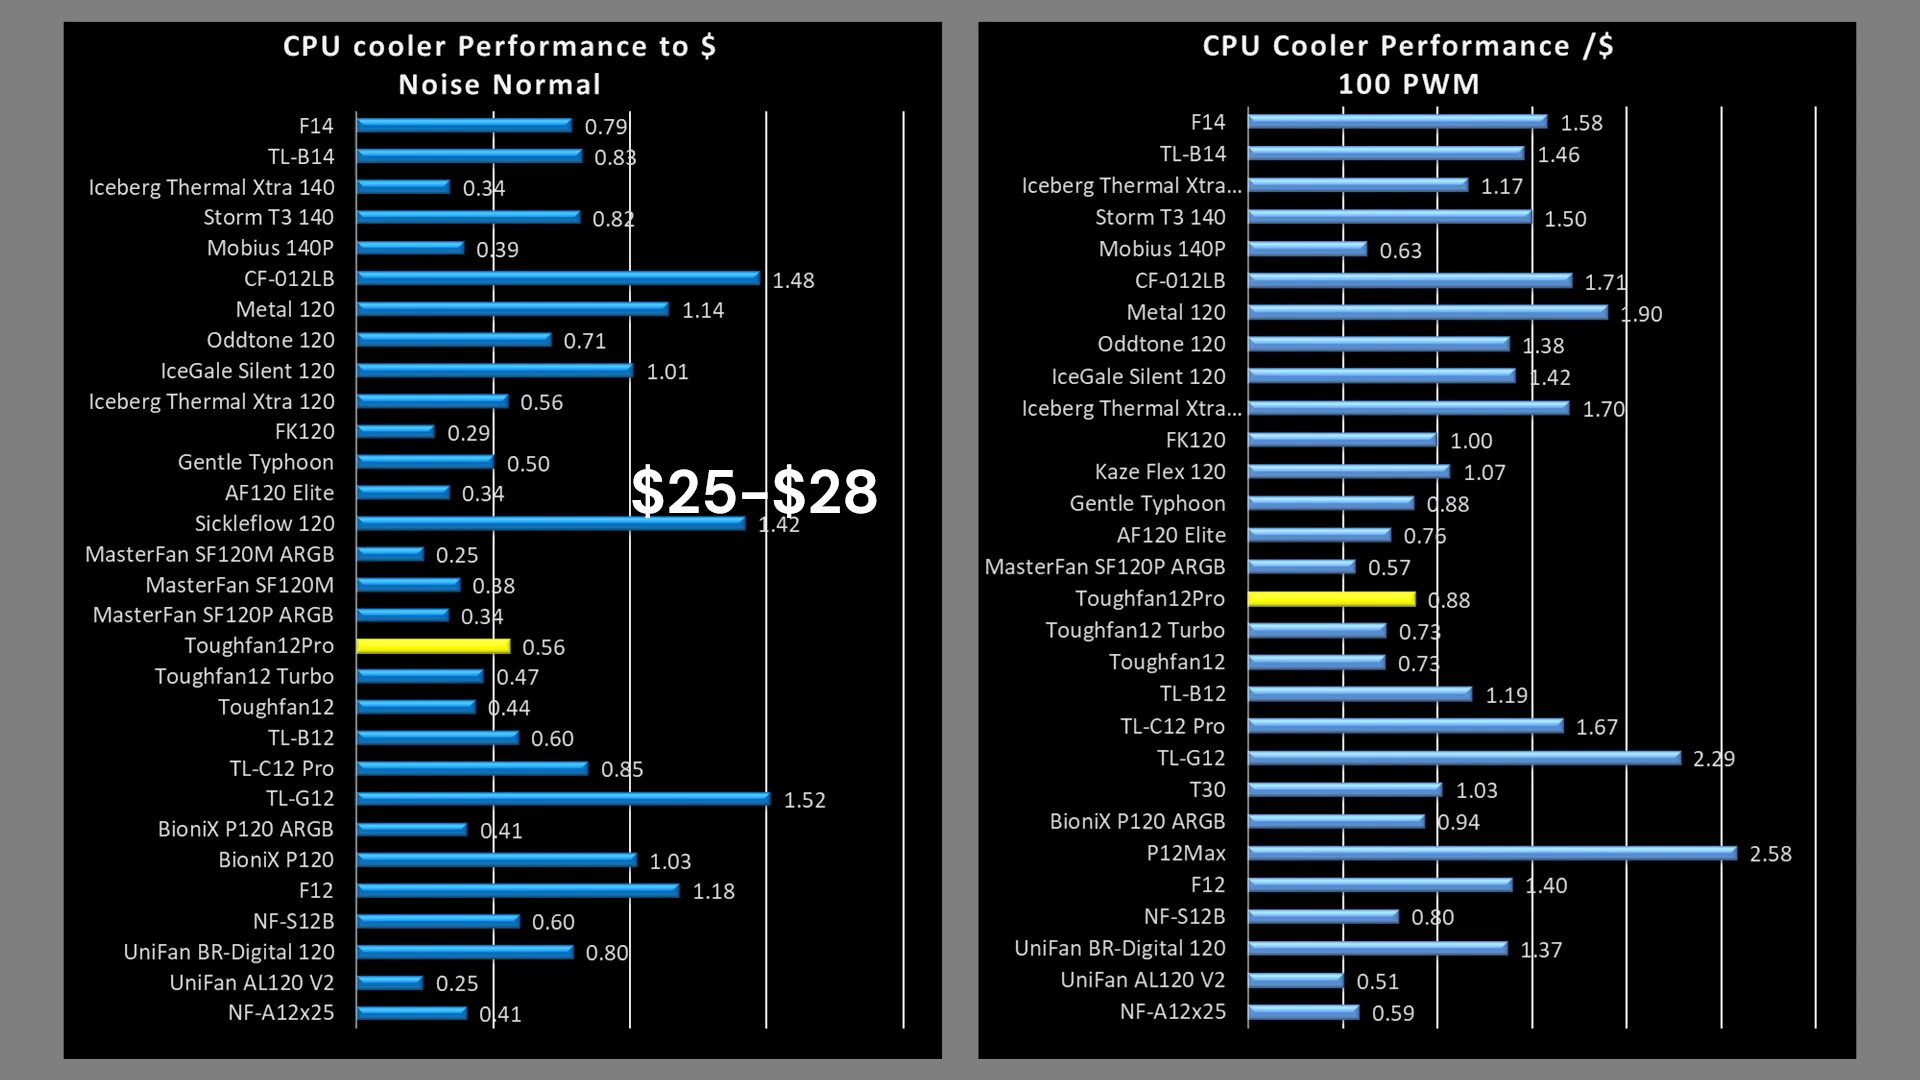 CPU cooler Performance to $
Noise Normal
F14 0.79
TL-B14 0.83
Iceberg Thermal Xtra 140 0.34
Storm T3 140 0.82
Mobius 140P 0.39
CF-012LB 1.48
Metal 120 1.14
Oddtone 120 0.71
IceGale Silent 120 1.01
Iceberg Thermal Xtra 120 0.56
FK120 0.29
Gentle Typhoon 0.50
AF120 Elite 0.34
$25-$28
Sickleflow 120 1.42
MasterFan SF120M ARGB 0.25
MasterFan SF120M 0.38
MasterFan SF120P ARGB 0.34
Toughfan12Pro 0.56
Toughfan12 Turbo 0.47
Toughfan12 0.44
TL-B12 0.60
TL-C12 Pro 0.85
TL-G12 1.52
BioniX P120 ARGB 0.41
BioniX P120 1.03
F12 1.18
NF-S12B 0.60
UniFan BR-Digital 120 0.80
UniFan AL120 V2 0.25
NF-A12x25 0.41
CPU Cooler Performance /$
100 PWM
F14 1.58
TL-B14 1.46
Iceberg Thermal Xtra... 1.17
Storm T3 140 1.50
Mobius 140P 0.63
CF-012LB 1.71
Metal 120 1.90
Oddtone 120 1.38
IceGale Silent 120 1.42
Iceberg Thermal Xtra... 1.70
FK120 1.00
Kaze Flex 120 1.07
Gentle Typhoon 0.88
AF120 Elite 0.76
MasterFan SF120P ARGB 0.57
Toughfan12Pro 0.88
Toughfan12 Turbo 0.73
Toughfan12 0.73
TL-B12 1.19
TL-C12 Pro 1.67
TL-G12 2.29
T30 1.03
BioniX P120 ARGB 0.94
P12Max 2.58
F12 1.40
NF-S12B 0.80
UniFan BR-Digital 120 1.37
UniFan AL120 V2 0.51
NF-A12x25 0.59